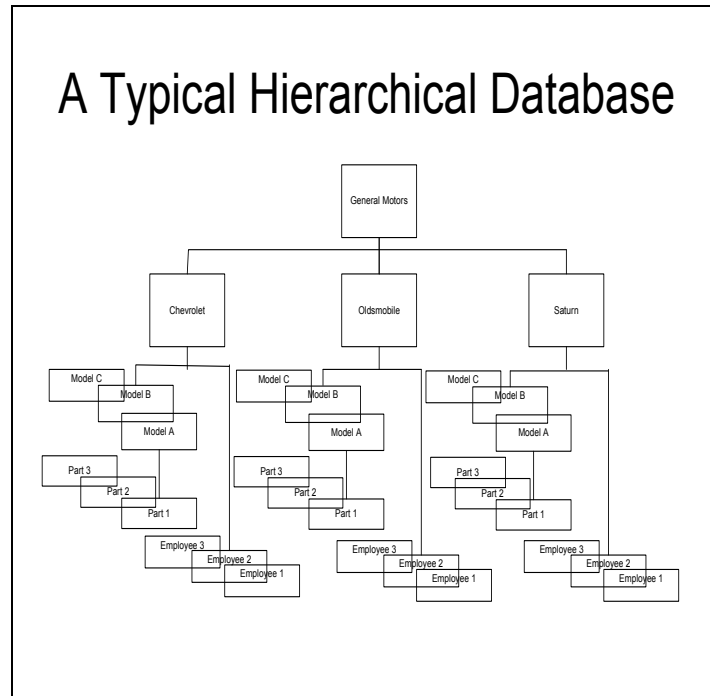 A Typical Hierarchical Database
General Motors
Chevrolet
Oldsmobile
Saturn
Model C
Model B
Model A
Part 3
Part 2
Part 1
Employee 3
Employee 2
Employee 1
Model C
Model B
Model A
Part 3
Part 2
Part 1
Employee 3
Employee 2
Employee 1
Model C
Model B
Model A
Part 3
Part 2
Part 1
Employee 3
Employee 2
Employee 1